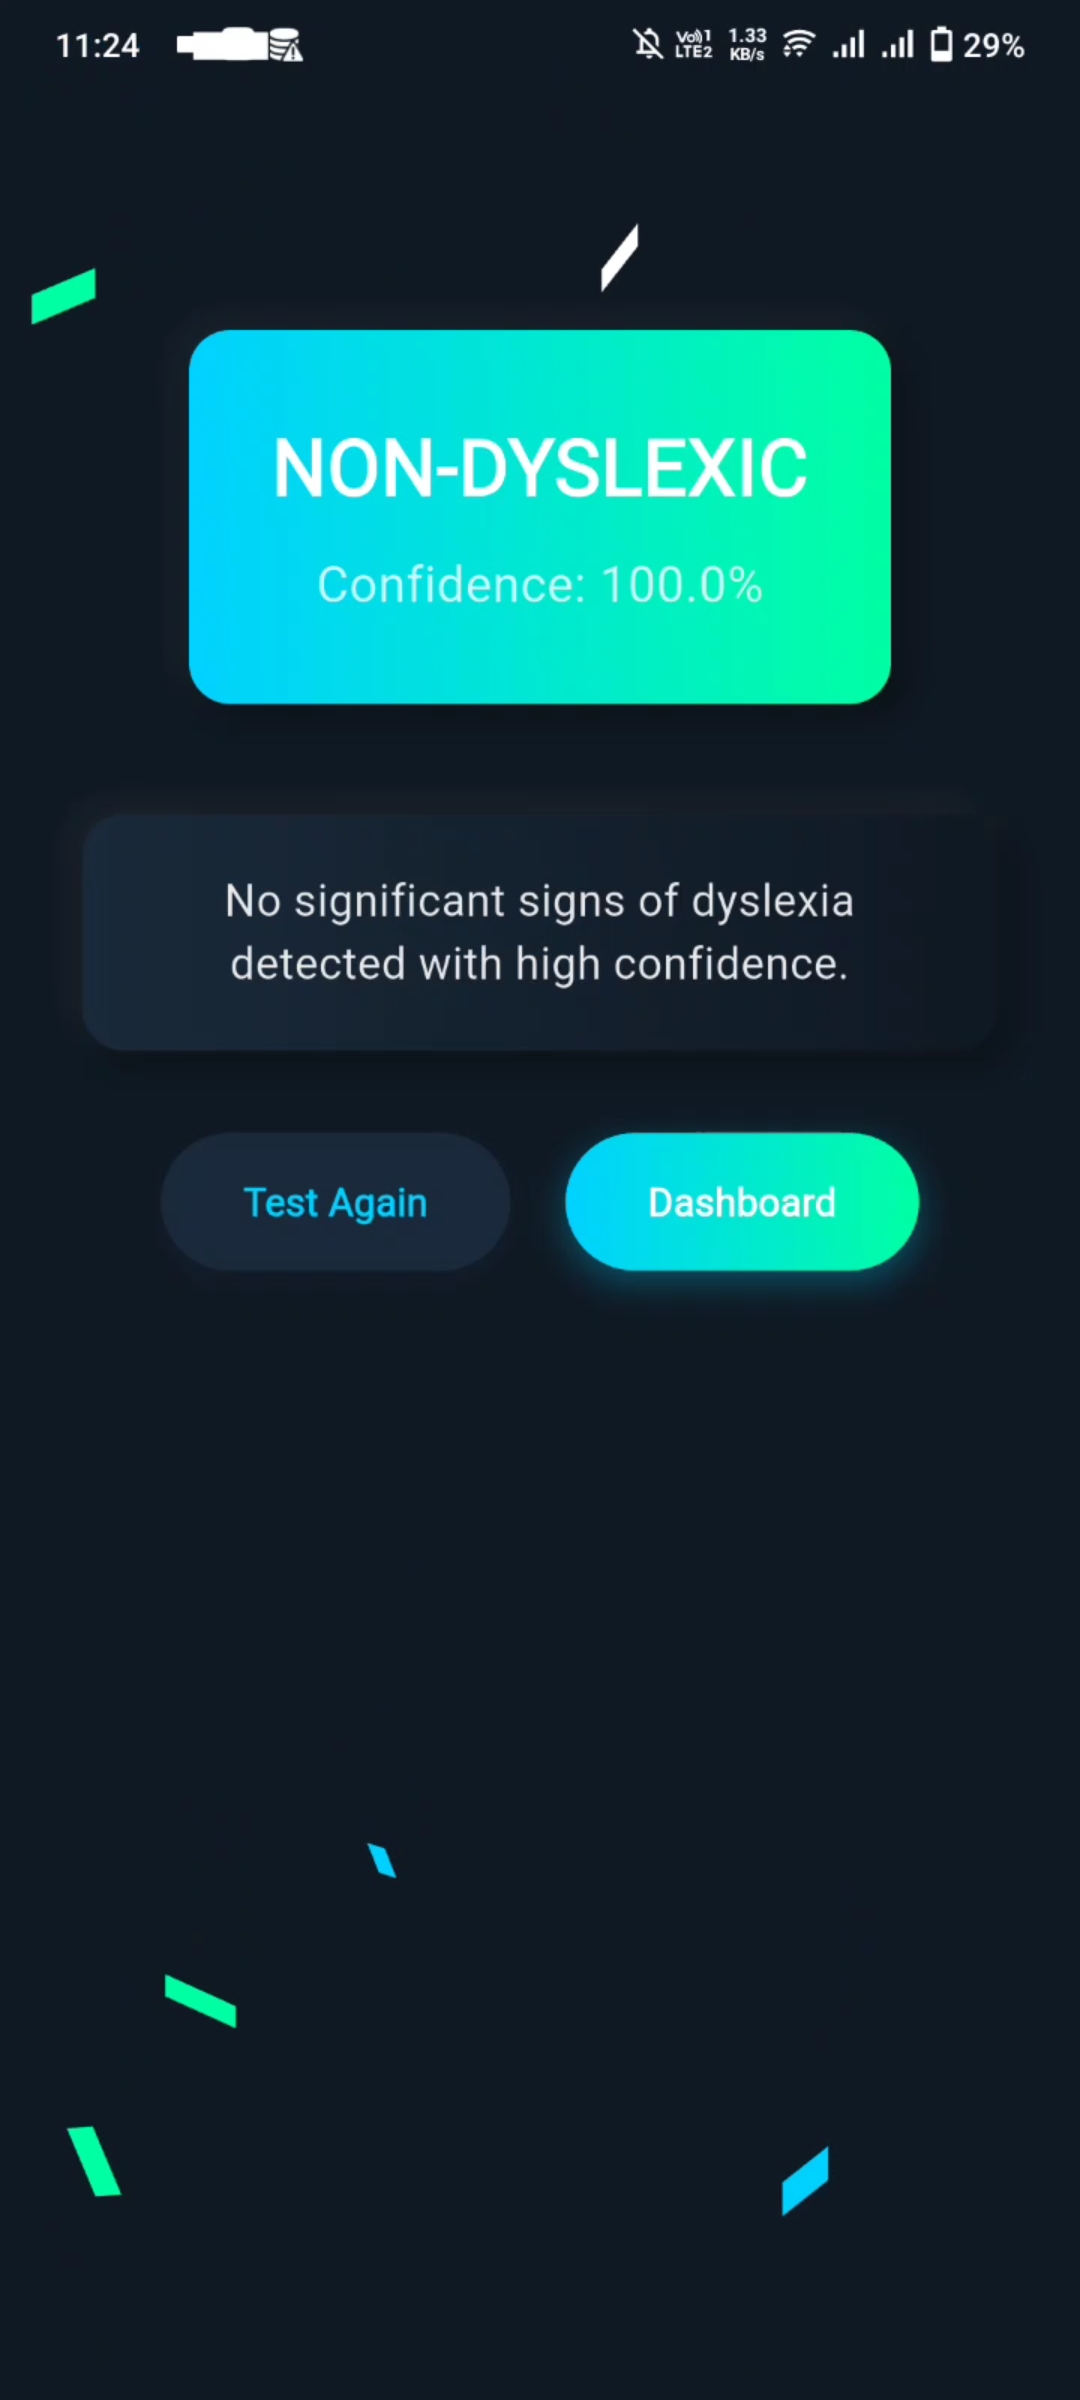 11:24 Vo))1 LTE2 1.33 KB/s 29%
NON-DYSLEXIC
Confidence: 100.0%
No significant signs of dyslexia
detected with high confidence.
Test Again Dashboard